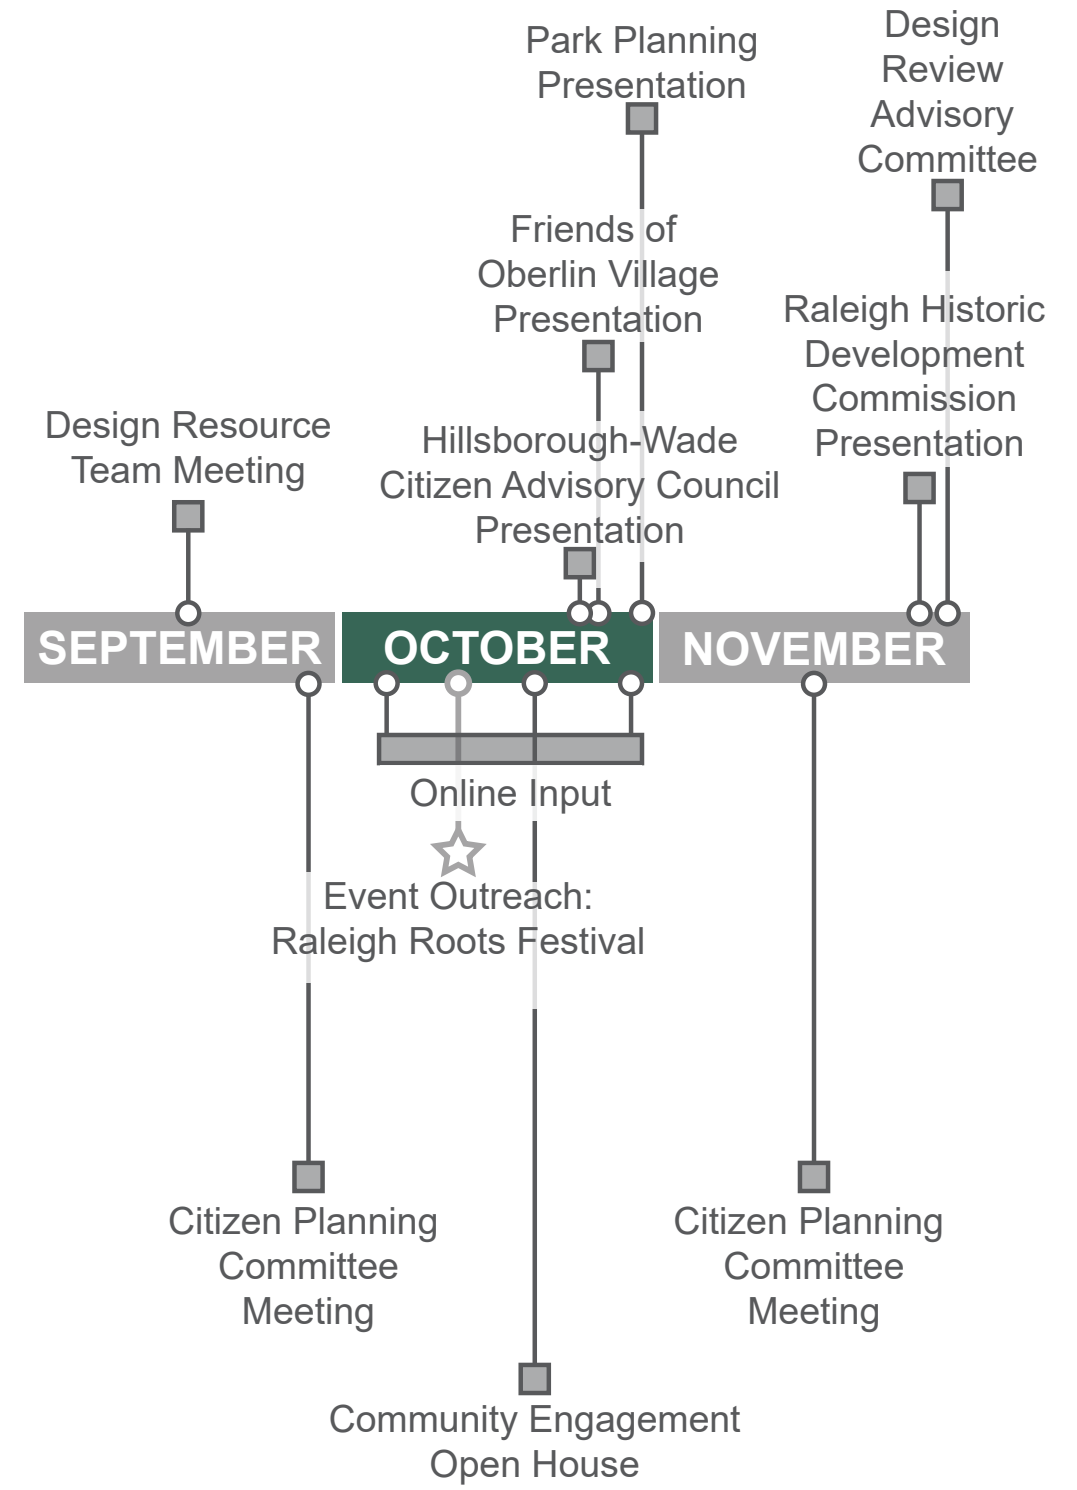 Park Planning
Presentation
Design
Review
Advisory
Committee
Friends of
Oberlin Village
Presentation
Raleigh Historic
Development
Commission
Presentation
Design Resource
Team Meeting
Hillsborough-Wade
Citizen Advisory Council
Presentation
SEPTEMBER
OCTOBER
NOVEMBER
Online Input
Event Outreach:
Raleigh Roots Festival
Citizen Planning
Committee
Meeting
Citizen Planning
Committee
Meeting
Community Engagement
Open House